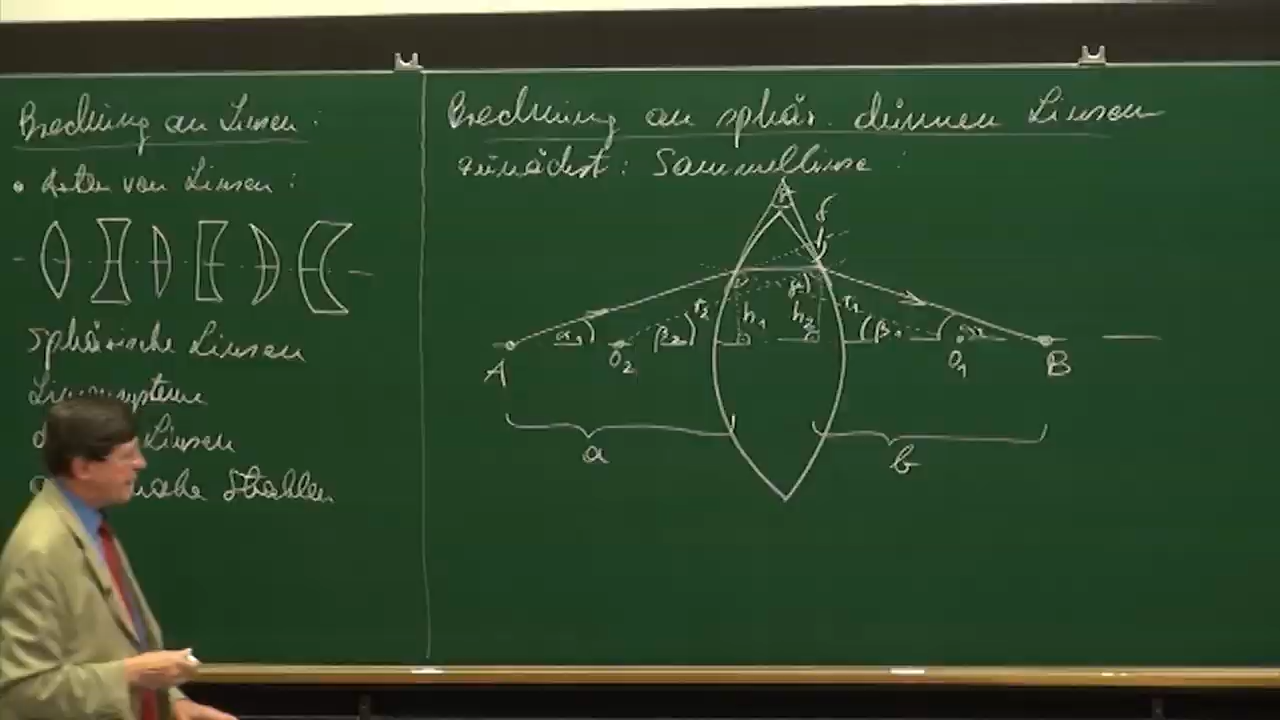 Brechung an Linsen:
• Arten von Linsen:
sphärische Linsen
Linsensysteme
Linsen
Strahlen
Brechung an sphär. dünnen Linsen
zunächst: Sammellinse:
γ
δ
r₂
r₁
h₁
h₂
α₁
β₂
β₁
α₂
A
O₂
O₁
B
a
b